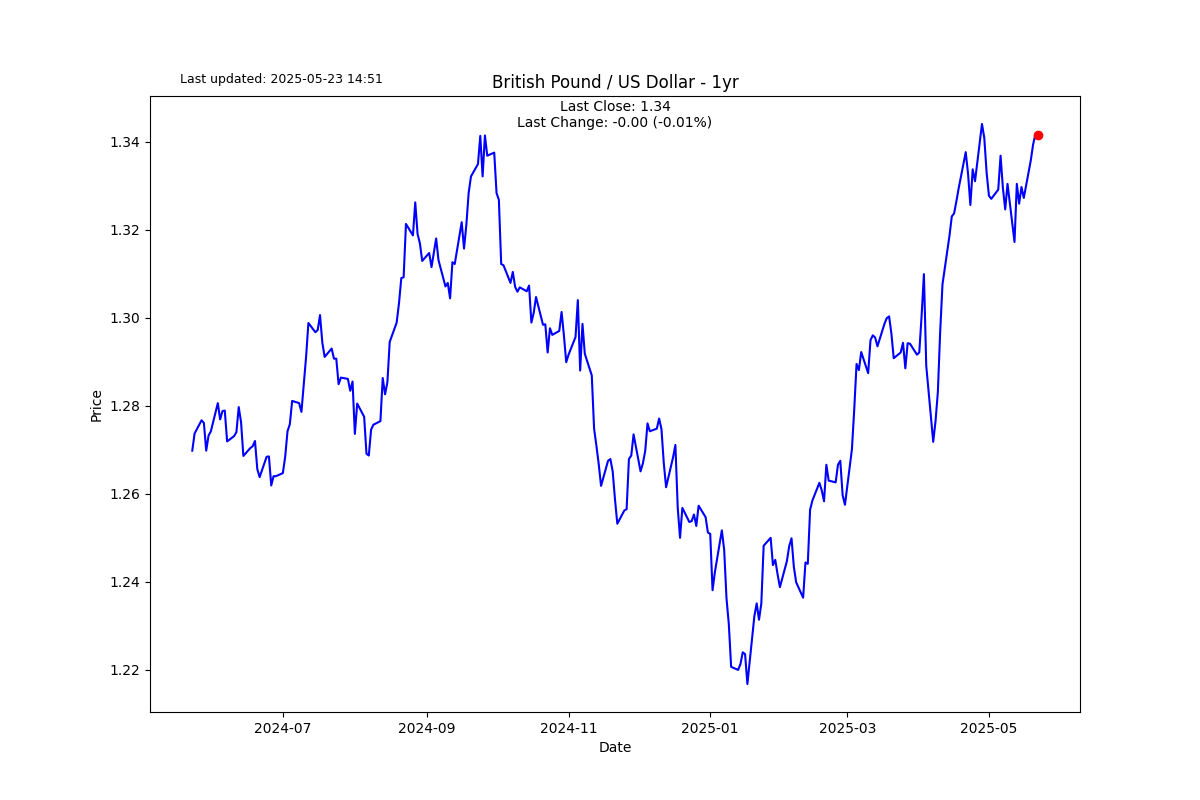 Last updated: 2025-05-23 14:51
British Pound / US Dollar - 1yr
Last Close: 1.34
Last Change: -0.00 (-0.01%)
Price
1.34
1.32
1.30
1.28
1.26
1.24
1.22
2024-07
2024-09
2024-11
2025-01
2025-03
2025-05
Date